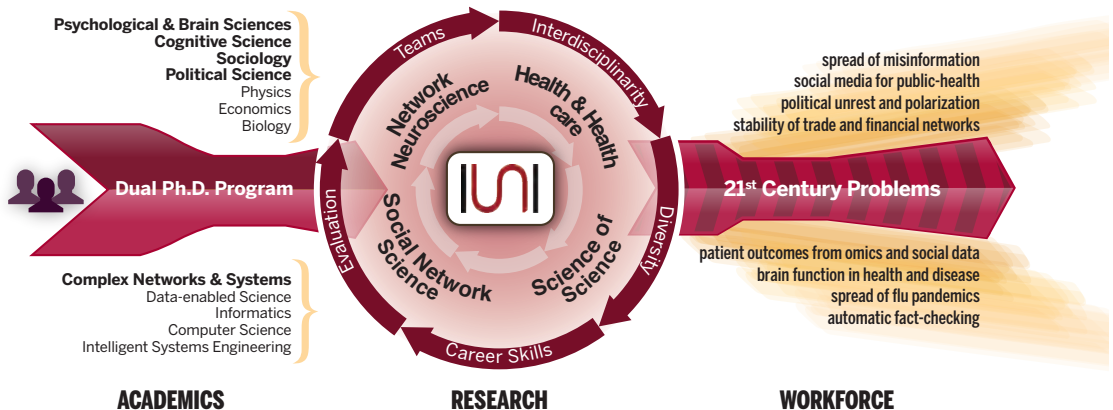 Psychological & Brain Sciences
Cognitive Science
Sociology
Political Science
Physics
Economics
Biology
Dual Ph.D. Program
Complex Networks & Systems
Data-enabled Science
Informatics
Computer Science
Intelligent Systems Engineering
ACADEMICS
Teams
Interdisciplinarity
Diversity
Career Skills
Evaluation
Network
Neuroscience
Health & Health
care
Science of
Science
Social Network
Science
IUNI
RESEARCH
spread of misinformation
social media for public-health
political unrest and polarization
stability of trade and financial networks
21st Century Problems
patient outcomes from omics and social data
brain function in health and disease
spread of flu pandemics
automatic fact-checking
WORKFORCE